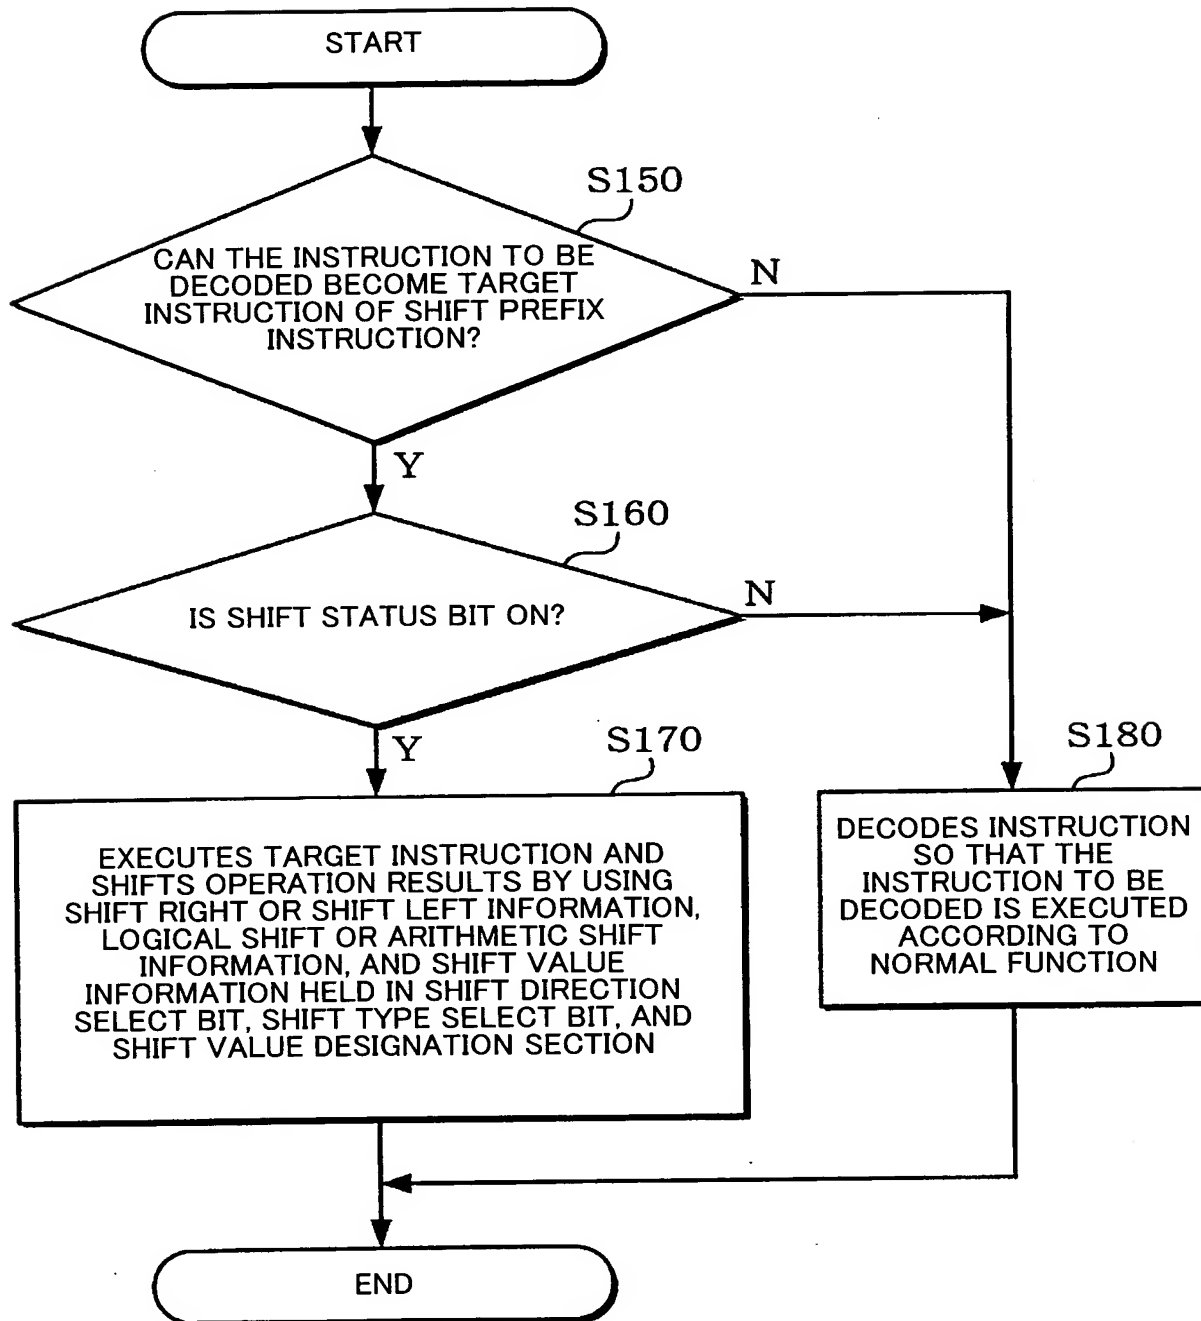 START
S150
CAN THE INSTRUCTION TO BE
DECODED BECOME TARGET
INSTRUCTION OF SHIFT PREFIX
INSTRUCTION?
N
Y
S160
IS SHIFT STATUS BIT ON?
N
Y
S170
EXECUTES TARGET INSTRUCTION AND
SHIFTS OPERATION RESULTS BY USING
SHIFT RIGHT OR SHIFT LEFT INFORMATION,
LOGICAL SHIFT OR ARITHMETIC SHIFT
INFORMATION, AND SHIFT VALUE
INFORMATION HELD IN SHIFT DIRECTION
SELECT BIT, SHIFT TYPE SELECT BIT, AND
SHIFT VALUE DESIGNATION SECTION
S180
DECODES INSTRUCTION
SO THAT THE
INSTRUCTION TO BE
DECODED IS EXECUTED
ACCORDING TO
NORMAL FUNCTION
END